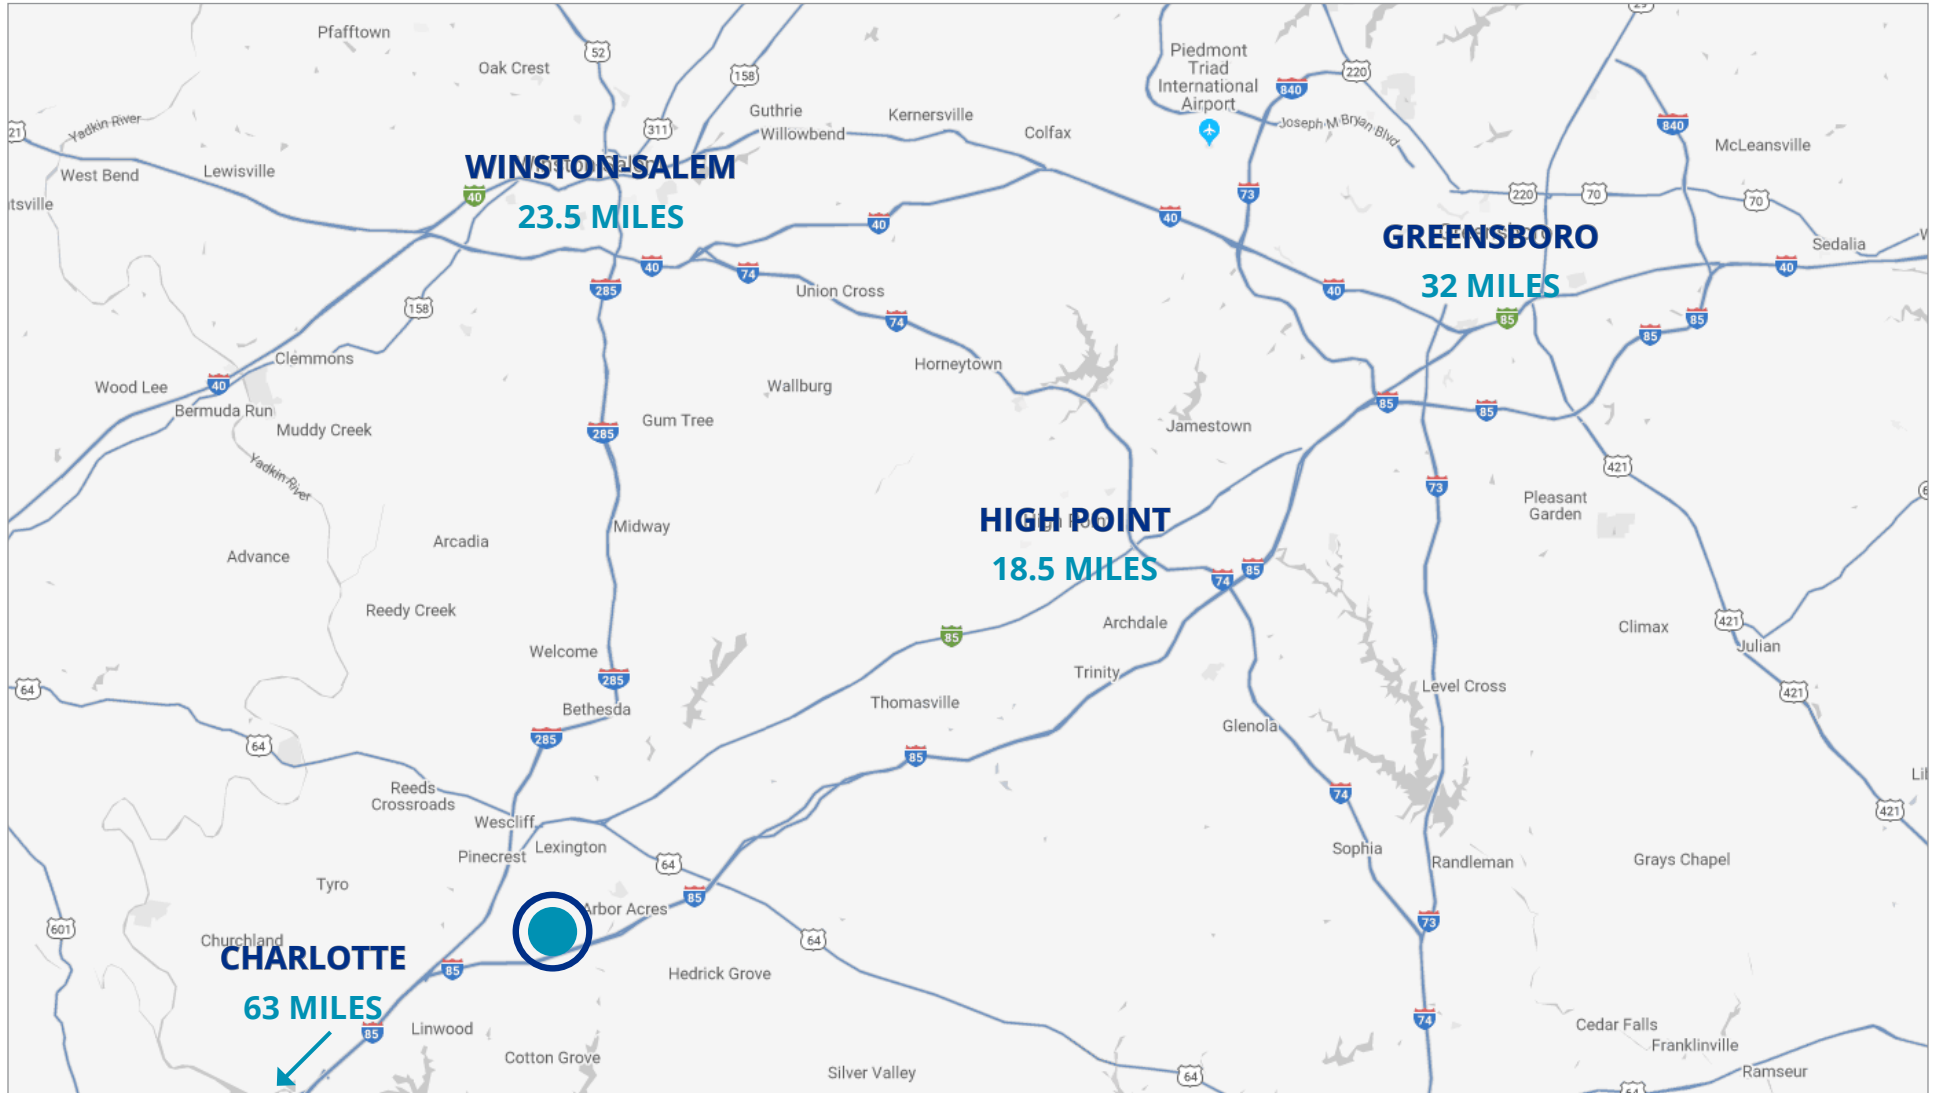 29
Pfafftown
52
Oak Crest
158
Piedmont
Triad
International
Airport
220
840
Guthrie
Kernersville
Willowbend
Colfax
Joseph M Bryan Blvd
840
McLeansville
Yadkin River
21
311
West Bend
Lewisville
WINSTON-SALEM
40
23.5 MILES
73
220
70
70
tsville
40
40
GREENSBORO
Sedalia
40
74
285
Union Cross
40
32 MILES
40
158
74
85
85
85
Clemmons
Horneytown
Wood Lee
40
Wallburg
Bermuda Run
Muddy Creek
285
Gum Tree
85
85
Jamestown
Yadkin River
421
73
Pleasant
Garden
Midway
HIGH POINT
Arcadia
Advance
18.5 MILES
74
85
Reedy Creek
85
Archdale
Climax
421
Julian
Welcome
285
Trinity
Level Cross
421
64
Bethesda
Thomasville
Glenola
64
285
85
Reeds
Crossroads
74
421
Wescliff
Pinecrest
Lexington
64
Sophia
Randleman
Grays Chapel
Tyro
85
Arbor Acres
601
Churchland
73
64
CHARLOTTE
85
Hedrick Grove
63 MILES
85
Linwood
74
Cedar Falls
Franklinville
Cotton Grove
Silver Valley
64
Ramseur
64